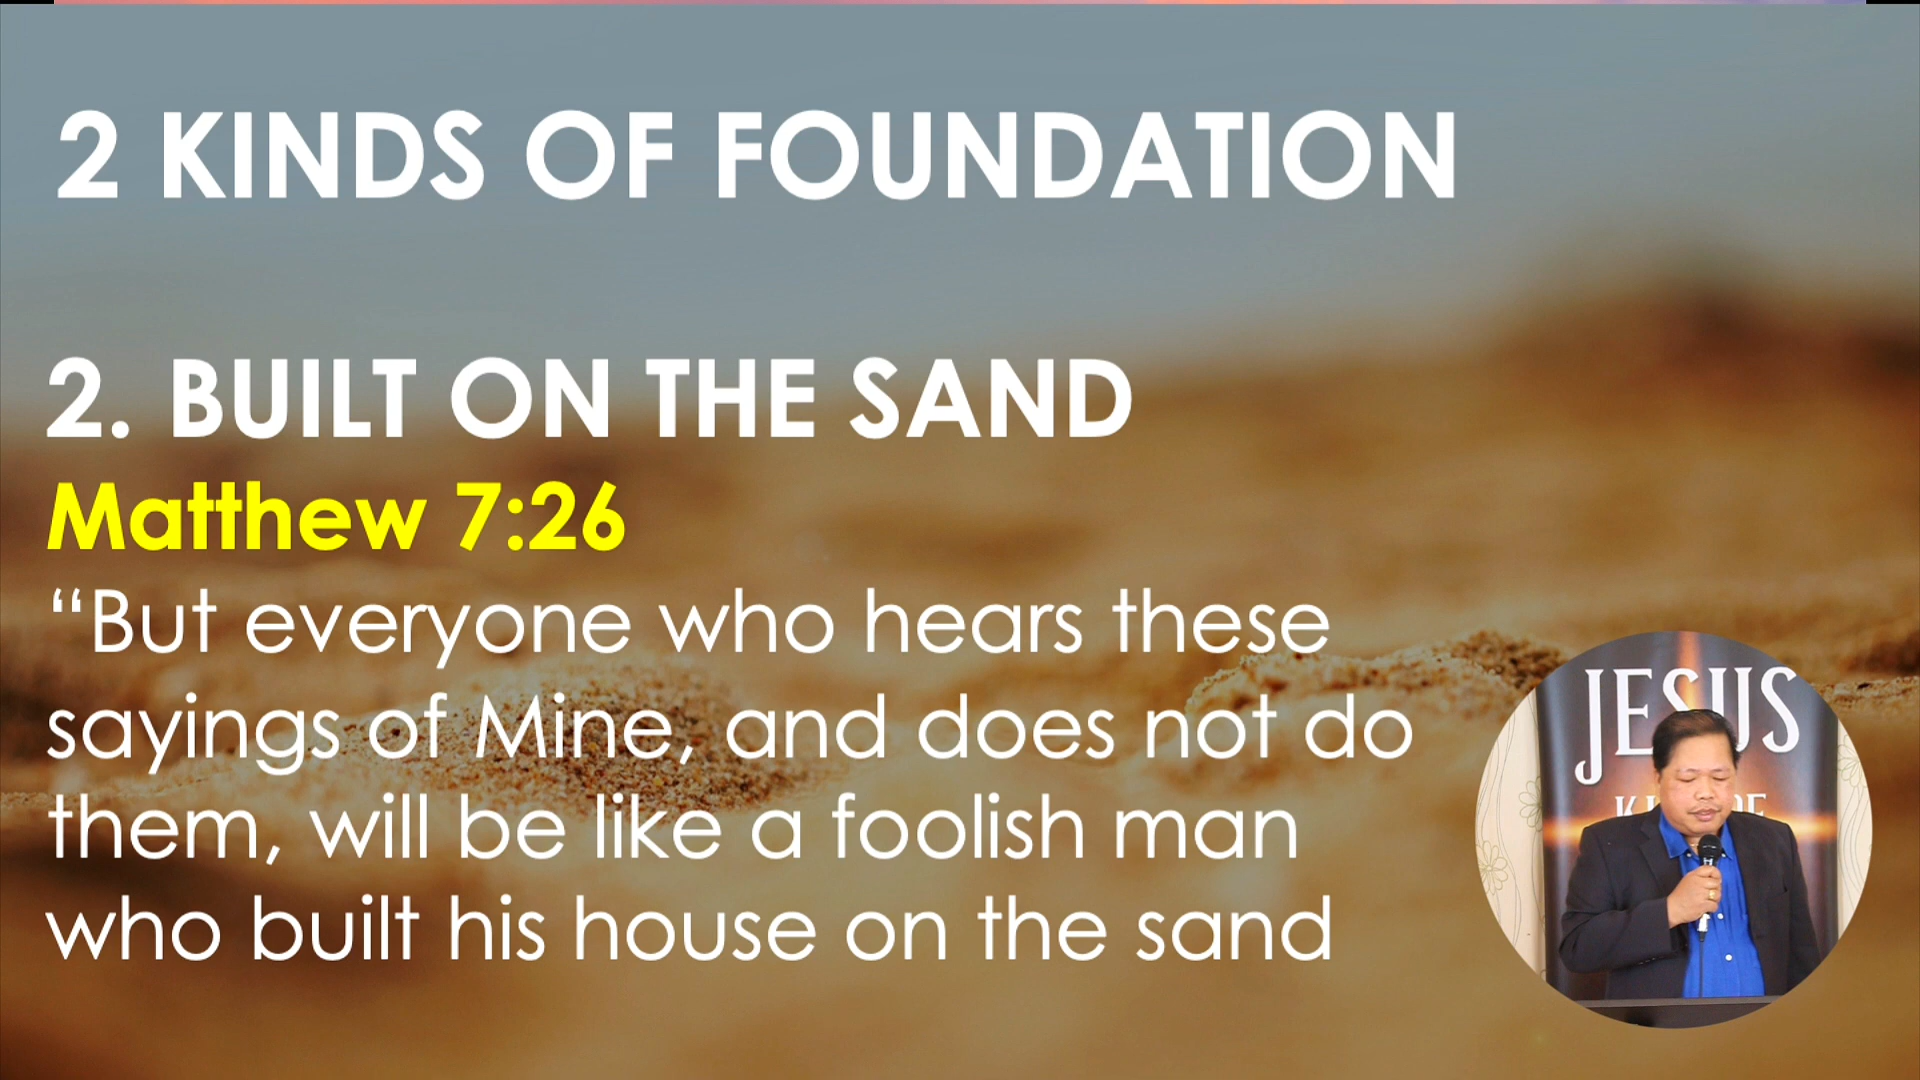 2 KINDS OF FOUNDATION
2. BUILT ON THE SAND
Matthew 7:26
“But everyone who hears these
sayings of Mine, and does not do
them, will be like a foolish man
who built his house on the sand
JESUS